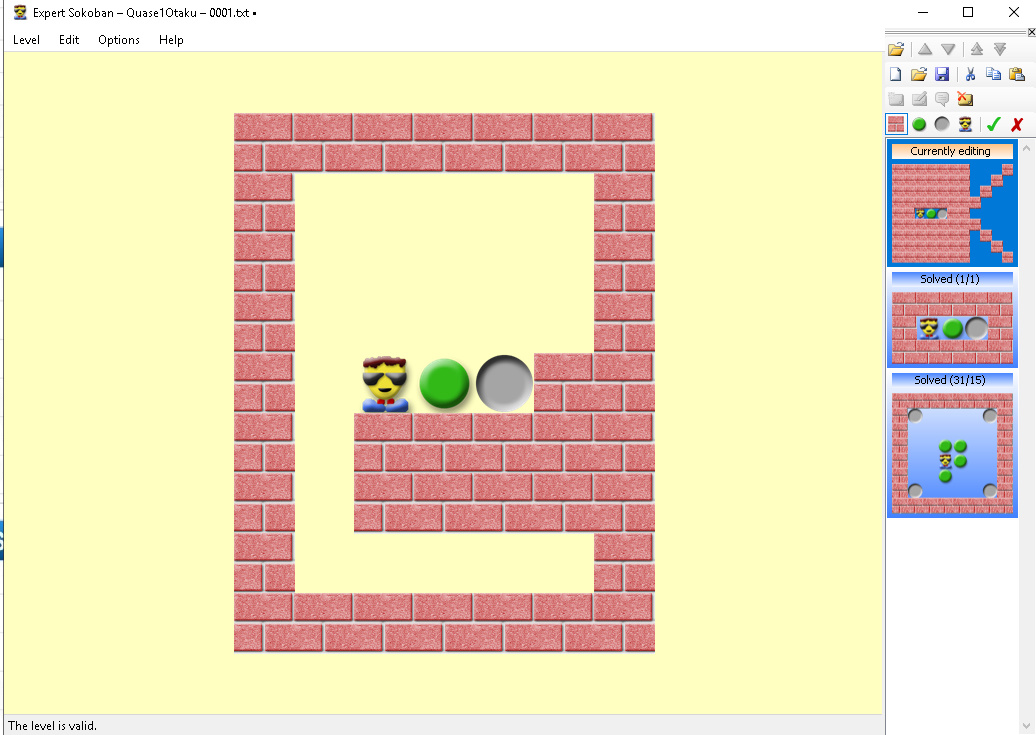 Expert Sokoban – Quase1Otaku – 0001.txt •
Level Edit Options Help
Currently editing
Solved (1/1)
Solved (31/15)
The level is valid.